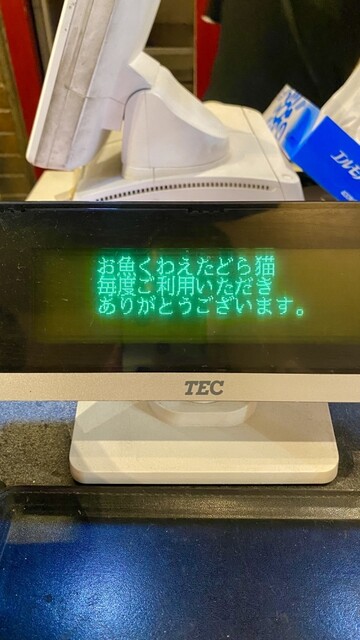 お魚くわえたどら猫
毎度ご利用いただき
ありがとうございます。
TEC